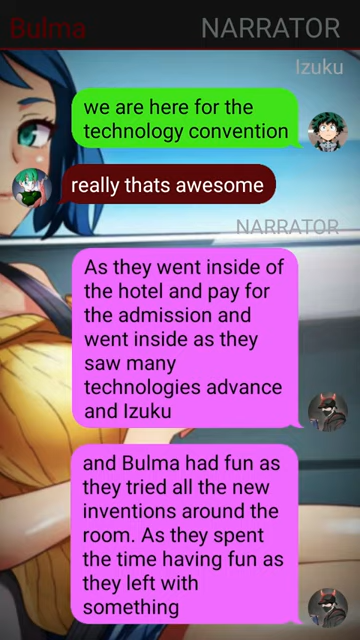 Bulma NARRATOR
Izuku
we are here for the
technology convention
really thats awesome
NARRATOR
As they went inside of
the hotel and pay for
the admission and
went inside as they
saw many
technologies advance
and Izuku
and Bulma had fun as
they tried all the new
inventions around the
room. As they spent
the time having fun as
they left with
something